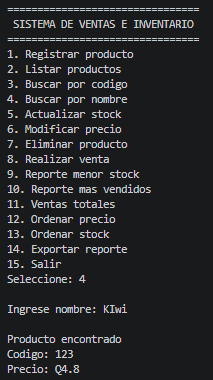 ================================
SISTEMA DE VENTAS E INVENTARIO
================================
1. Registrar producto
2. Listar productos
3. Buscar por codigo
4. Buscar por nombre
5. Actualizar stock
6. Modificar precio
7. Eliminar producto
8. Realizar venta
9. Reporte menor stock
10. Reporte mas vendidos
11. Ventas totales
12. Ordenar precio
13. Ordenar stock
14. Exportar reporte
15. Salir
Seleccione: 4
Ingrese nombre: KIwi
Producto encontrado
Codigo: 123
Precio: Q4.8